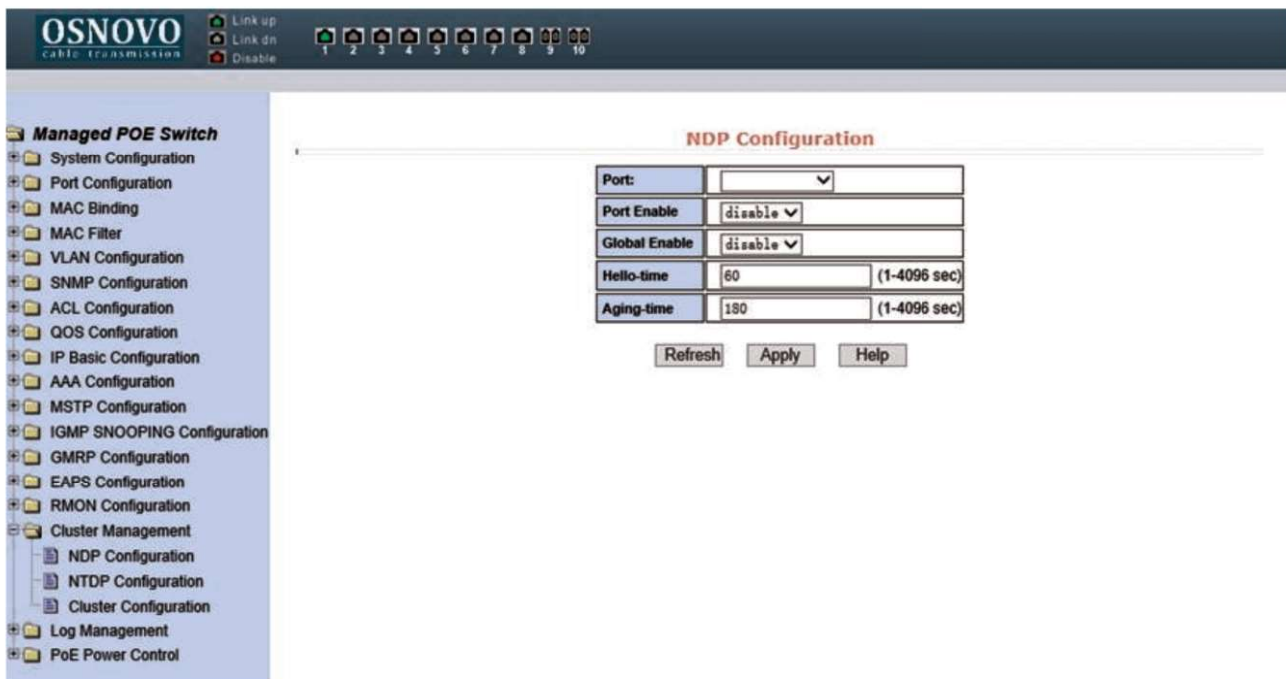 OSNOVO
cable transmission
Link up
Link dn
Disable
1 2 3 4 5 6 7 8 9 10
Managed POE Switch
System Configuration
Port Configuration
MAC Binding
MAC Filter
VLAN Configuration
SNMP Configuration
ACL Configuration
QOS Configuration
IP Basic Configuration
AAA Configuration
MSTP Configuration
IGMP SNOOPING Configuration
GMRP Configuration
EAPS Configuration
RMON Configuration
Cluster Management
NDP Configuration
NTDP Configuration
Cluster Configuration
Log Management
PoE Power Control
NDP Configuration
Port:
Port Enable disable
Global Enable disable
Hello-time 60 (1-4096 sec)
Aging-time 180 (1-4096 sec)
Refresh Apply Help